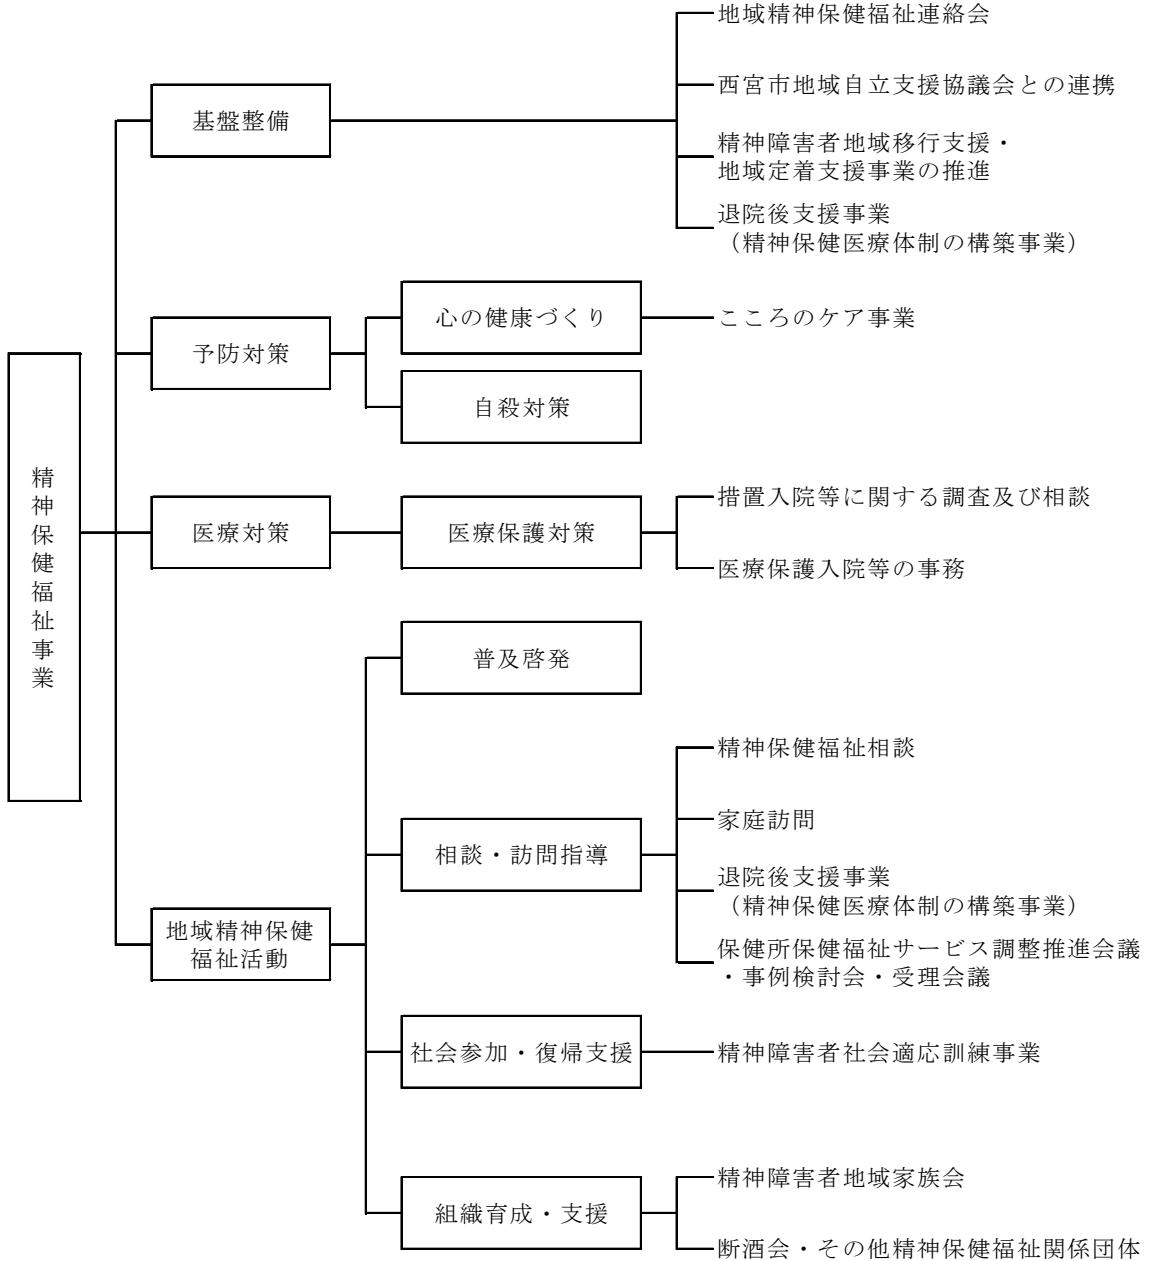 精神保健福祉事業
基盤整備
地域精神保健福祉連絡会
西宮市地域自立支援協議会との連携
精神障害者地域移行支援・
地域定着支援事業の推進
退院後支援事業
（精神保健医療体制の構築事業）
予防対策
心の健康づくり
こころのケア事業
自殺対策
医療対策
医療保護対策
措置入院等に関する調査及び相談
医療保護入院等の事務
地域精神保健
福祉活動
普及啓発
相談・訪問指導
精神保健福祉相談
家庭訪問
退院後支援事業
（精神保健医療体制の構築事業）
保健所保健福祉サービス調整推進会議
・事例検討会・受理会議
社会参加・復帰支援
精神障害者社会適応訓練事業
組織育成・支援
精神障害者地域家族会
断酒会・その他精神保健福祉関係団体